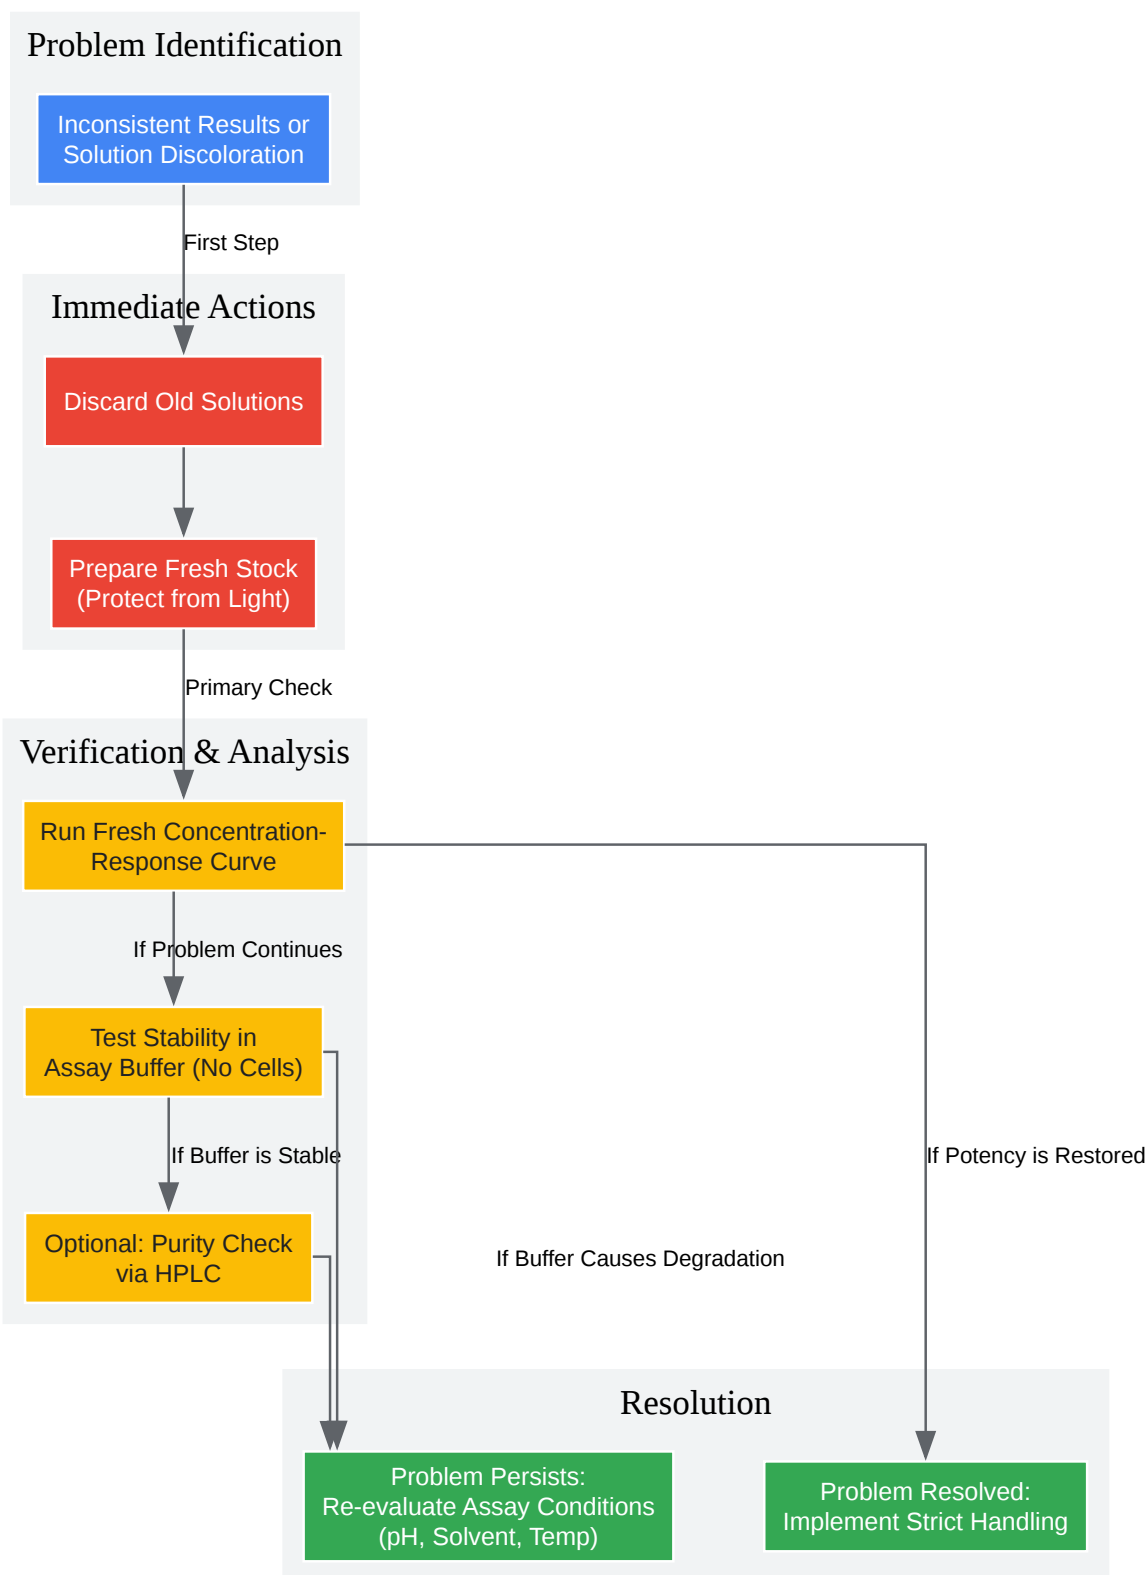 Problem Identification
Inconsistent Results or
Solution Discoloration
First Step
Immediate Actions
Discard Old Solutions
Prepare Fresh Stock
(Protect from Light)
Primary Check
Verification & Analysis
Run Fresh Concentration-
Response Curve
If Problem Continues
Test Stability in
Assay Buffer (No Cells)
If Buffer is Stable
If Potency is Restored
Optional: Purity Check
via HPLC
If Buffer Causes Degradation
Resolution
Problem Persists:
Re-evaluate Assay Conditions
(pH, Solvent, Temp)
Problem Resolved:
Implement Strict Handling